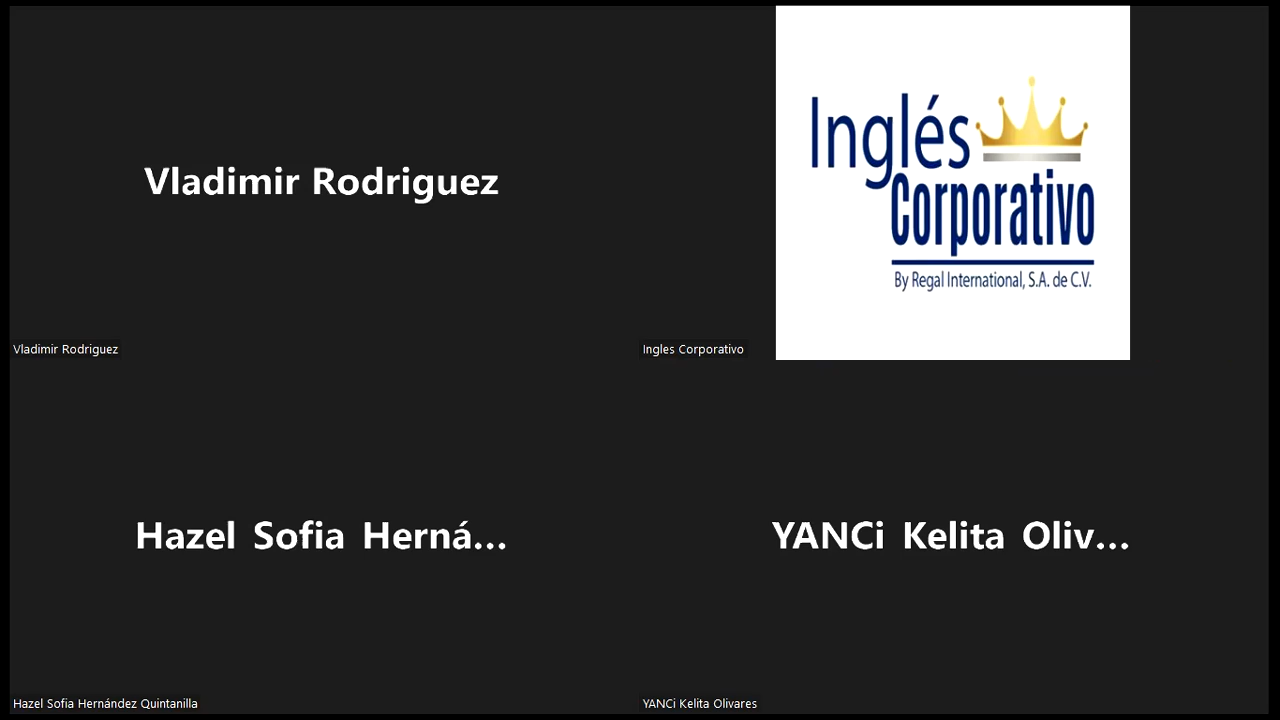 Vladimir Rodriguez
Vladimir Rodriguez
Inglés
Corporativo
By Regal International, S.A. de C.V.
Ingles Corporativo
Hazel Sofia Herná...
Hazel Sofia Hernández Quintanilla
YANCi Kelita Oliv...
YANCi Kelita Olivares